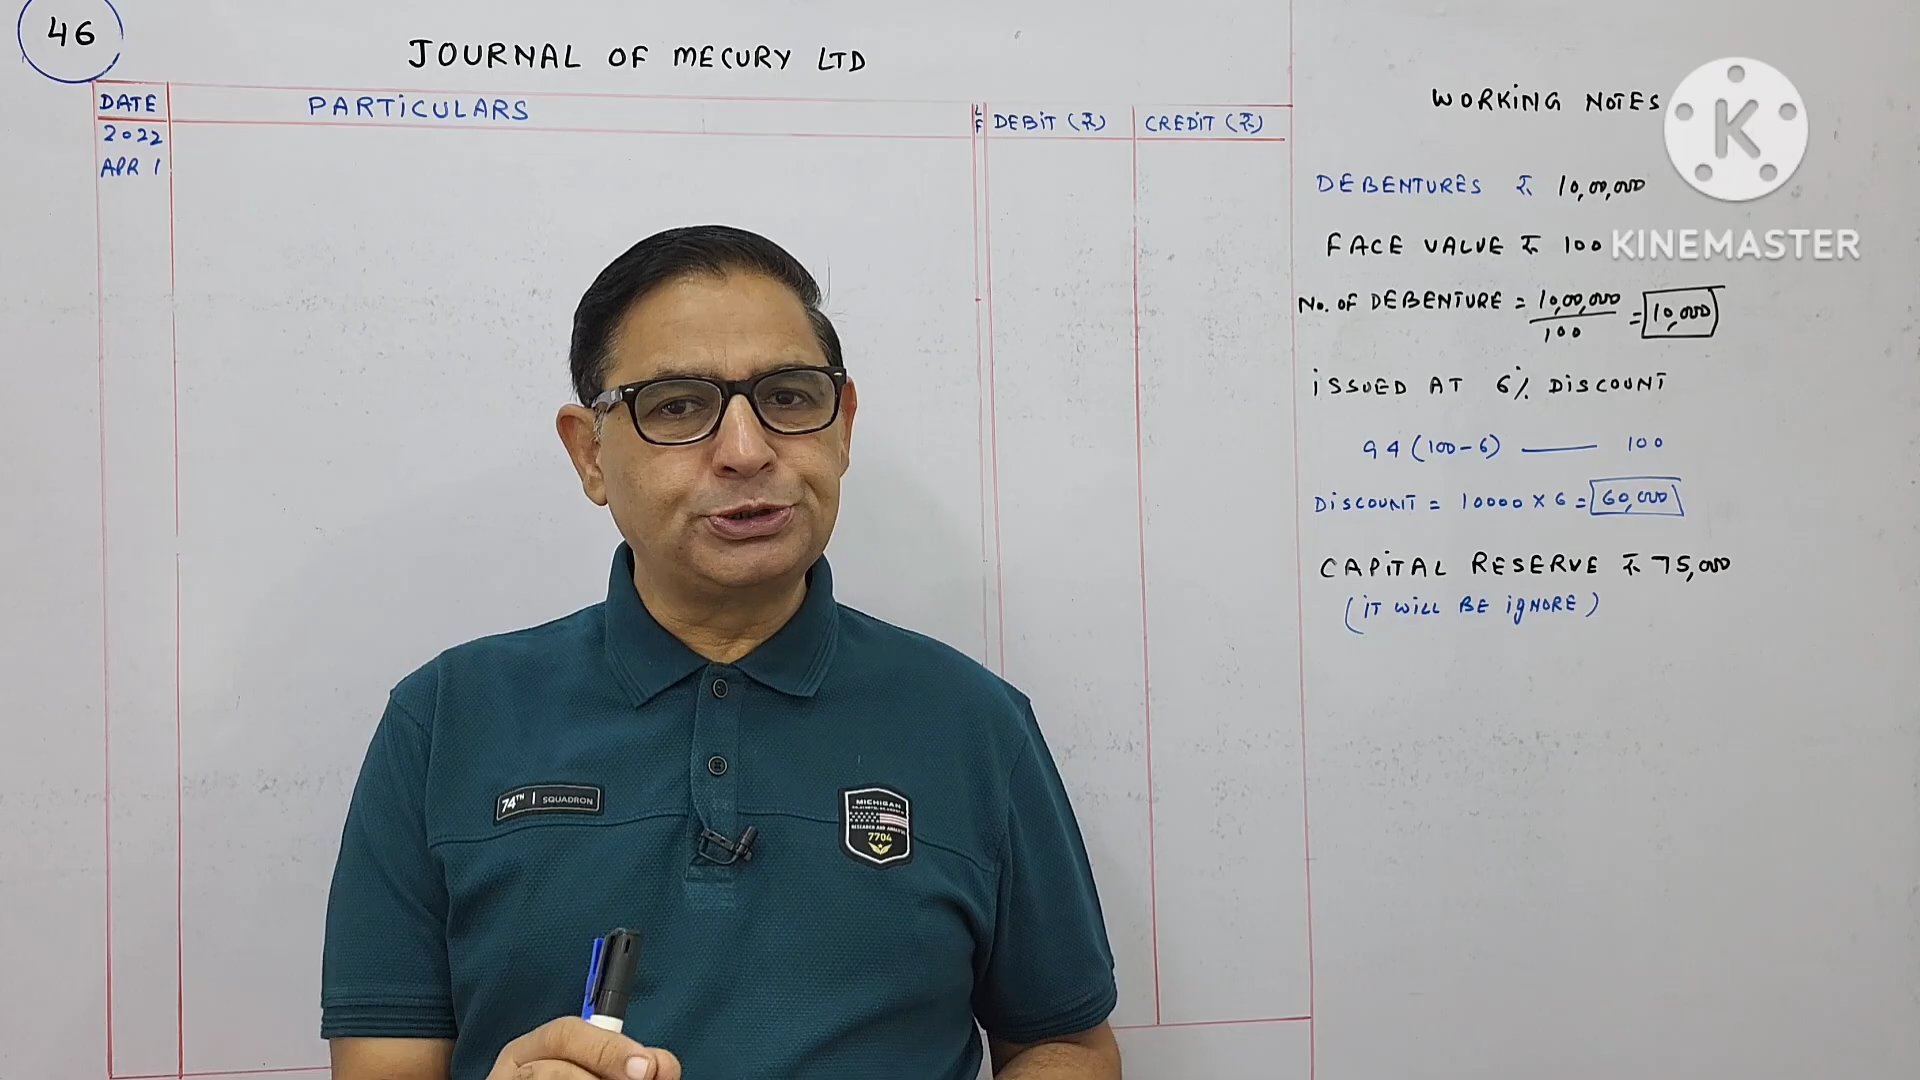 46
JOURNAL OF MECURY LTD
DATE
PARTICULARS
LF
DEBIT (₹)
CREDIT (₹)
2022
APR 1
WORKING NOTES
DEBENTURES ₹ 10,00,000
FACE VALUE ₹ 100
No. OF DEBENTURE = 10,00,000 / 100 = 10,000
ISSUED AT 6% DISCOUNT
94 (100-6) — 100
DISCOUNT = 10000 X 6 = 60,000
CAPITAL RESERVE ₹ 75,000
(IT WILL BE IGNORE)
K
KINEMASTER
74TH | SQUADRON
MICHIGAN
7704